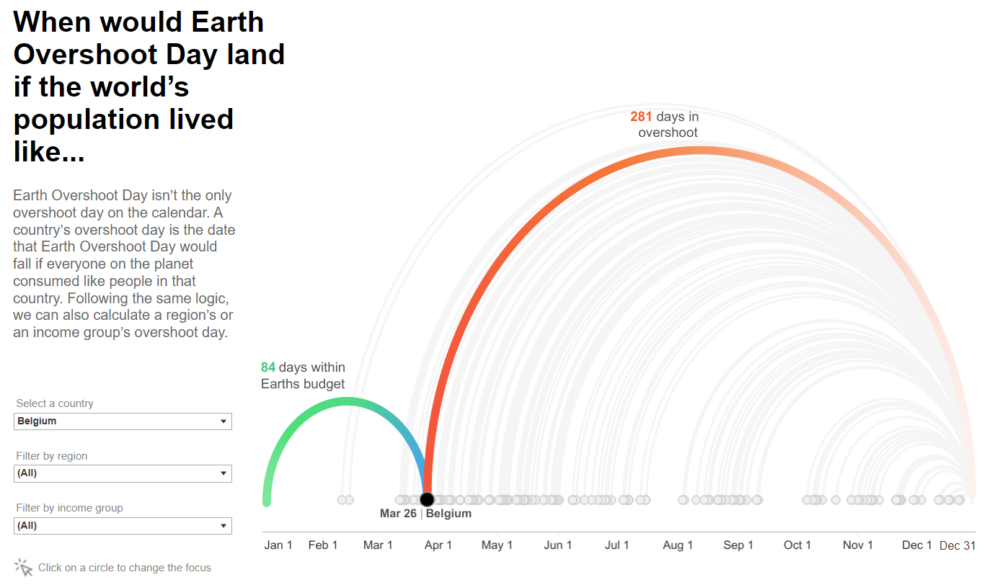 When would Earth
Overshoot Day land
if the world’s
population lived
like...
Earth Overshoot Day isn’t the only
overshoot day on the calendar. A
country’s overshoot day is the date
that Earth Overshoot Day would
fall if everyone on the planet
consumed like people in that
country. Following the same logic,
we can also calculate a region’s or
an income group’s overshoot day.
Select a country
Belgium
Filter by region
(All)
Filter by income group
(All)
Click on a circle to change the focus
281 days in
overshoot
84 days within
Earths budget
Mar 26 | Belgium
Jan 1 Feb 1 Mar 1 Apr 1 May 1 Jun 1 Jul 1 Aug 1 Sep 1 Oct 1 Nov 1 Dec 1 Dec 31